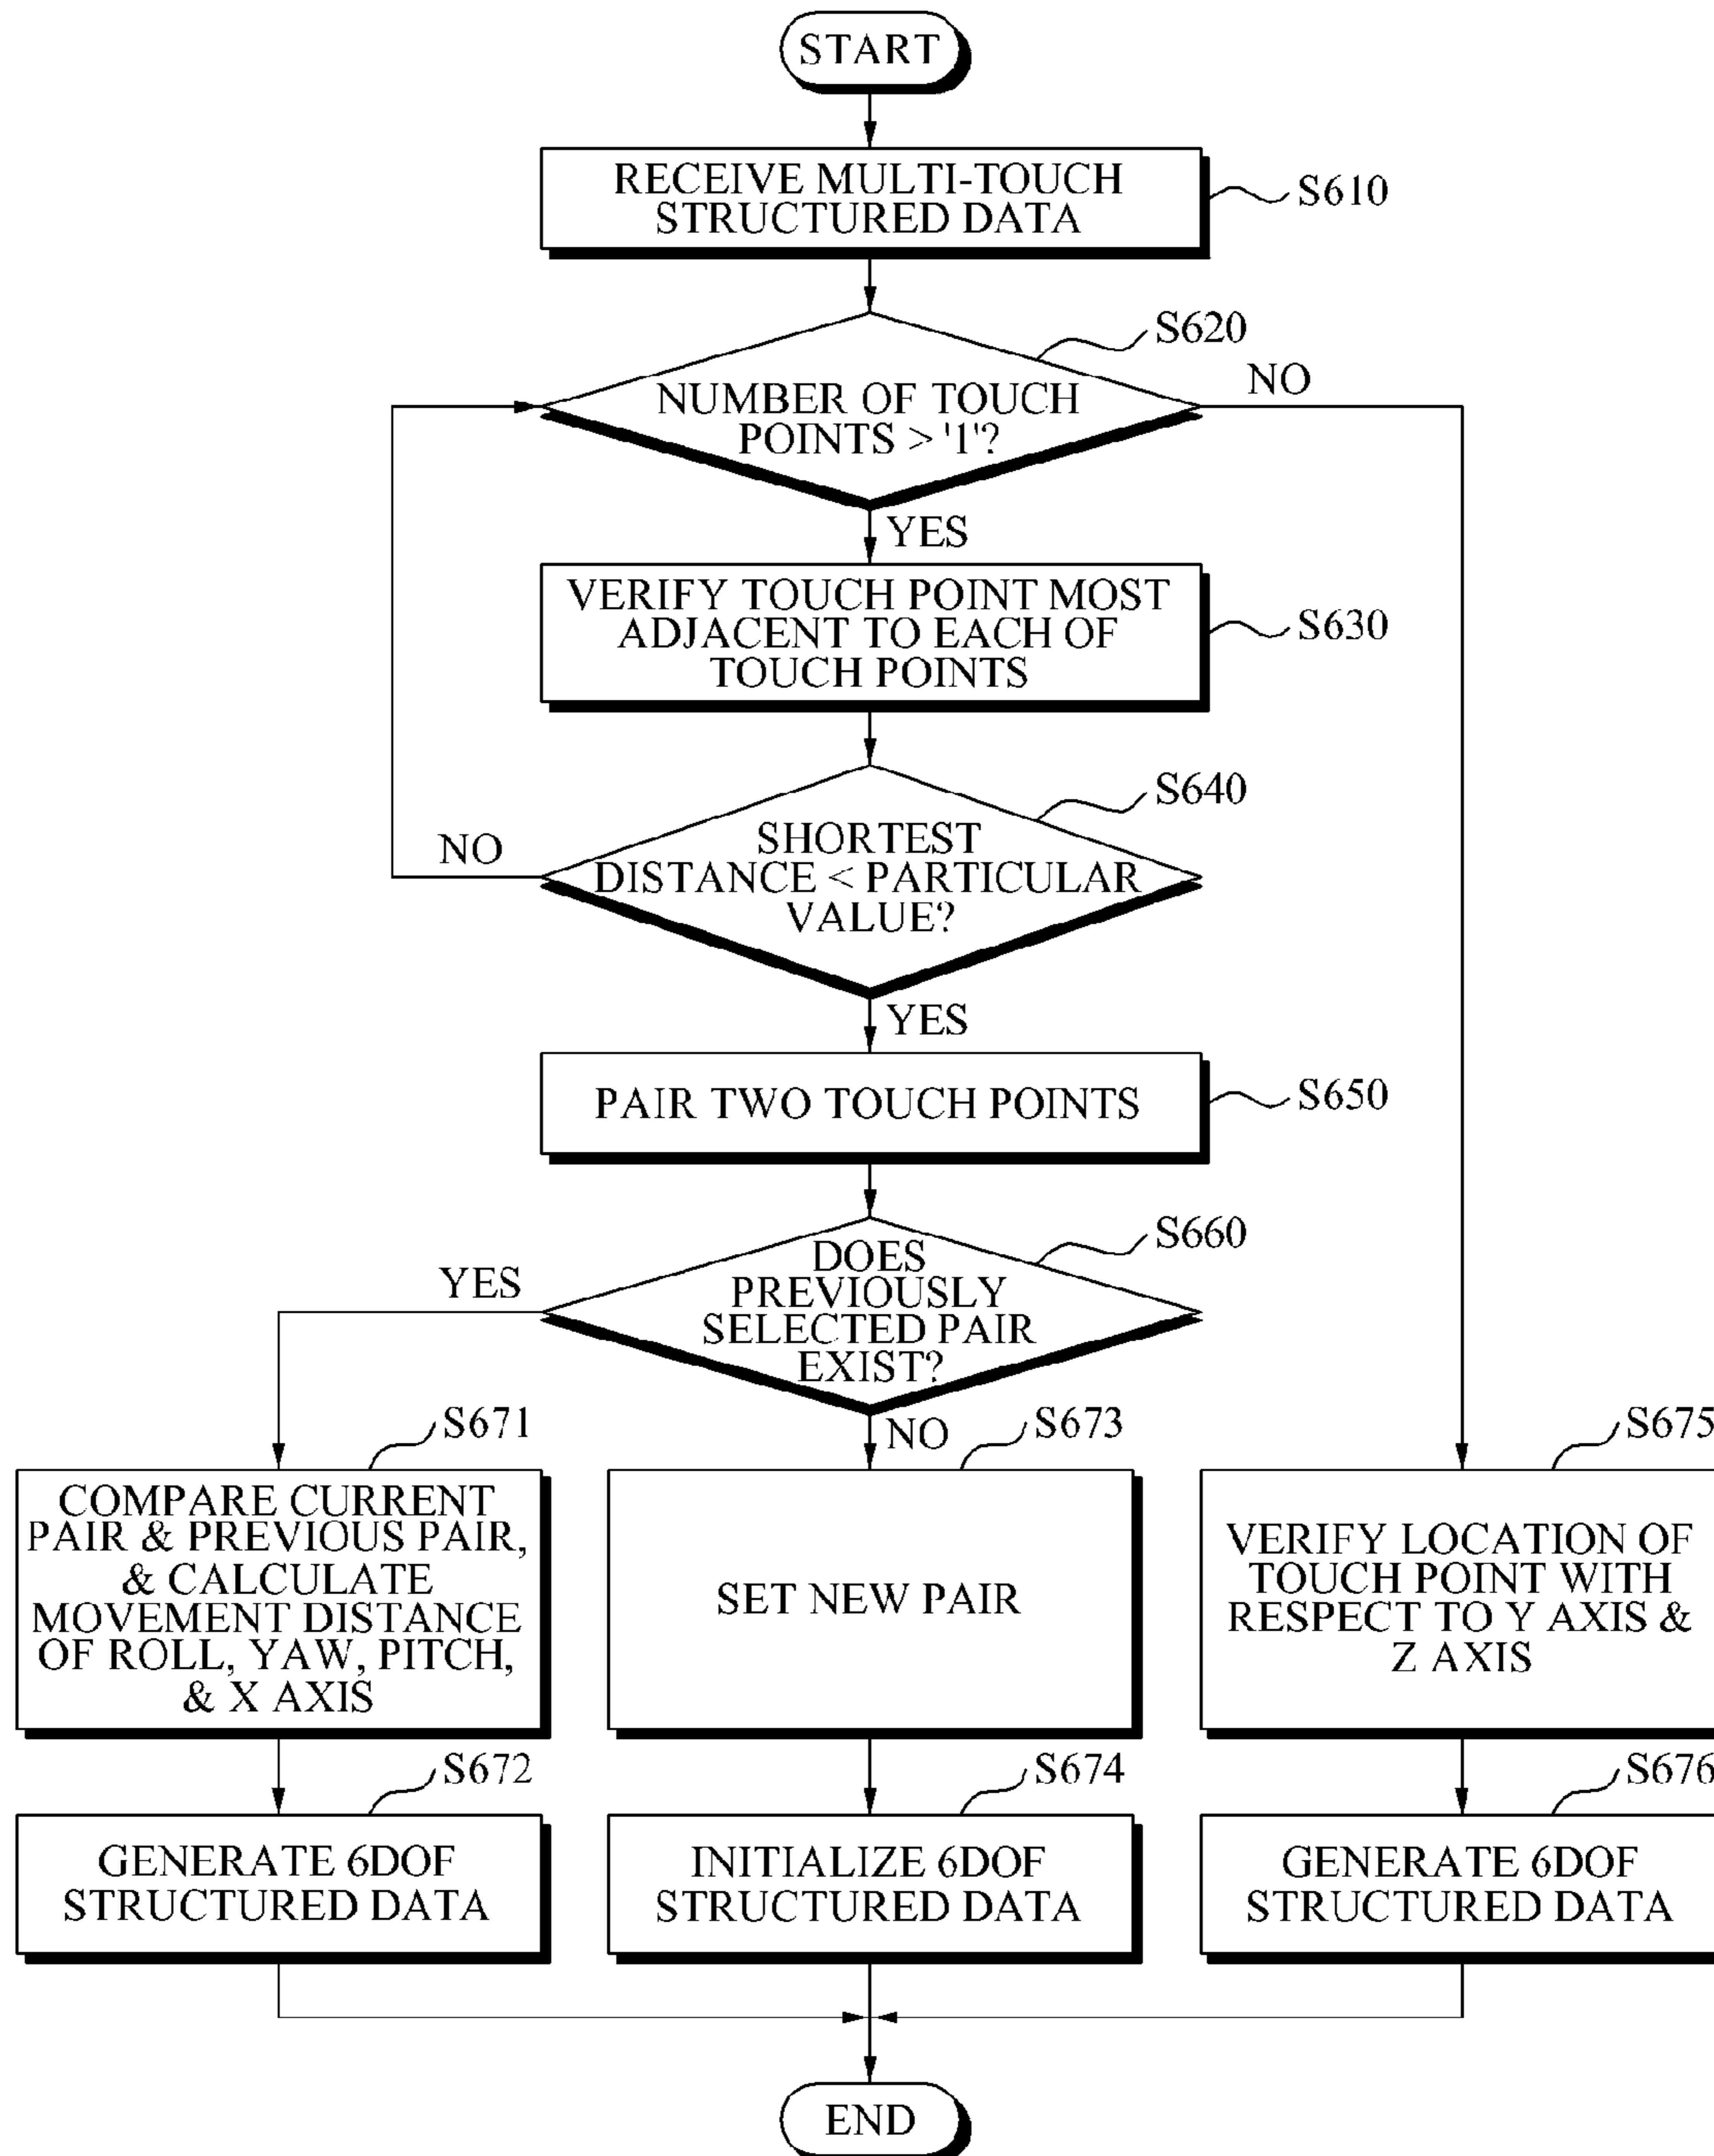 START
RECEIVE MULTI-TOUCH
STRUCTURED DATA
S610
S620
NUMBER OF TOUCH
POINTS > '1'?
NO
YES
VERIFY TOUCH POINT MOST
ADJACENT TO EACH OF
TOUCH POINTS
S630
S640
SHORTEST
DISTANCE < PARTICULAR
VALUE?
NO
YES
PAIR TWO TOUCH POINTS
S650
S660
DOES
PREVIOUSLY
SELECTED PAIR
EXIST?
YES
NO
S671
COMPARE CURRENT
PAIR & PREVIOUS PAIR,
& CALCULATE
MOVEMENT DISTANCE
OF ROLL, YAW, PITCH,
& X AXIS
S673
SET NEW PAIR
S675
VERIFY LOCATION OF
TOUCH POINT WITH
RESPECT TO Y AXIS &
Z AXIS
S672
GENERATE 6DOF
STRUCTURED DATA
S674
INITIALIZE 6DOF
STRUCTURED DATA
S676
GENERATE 6DOF
STRUCTURED DATA
END